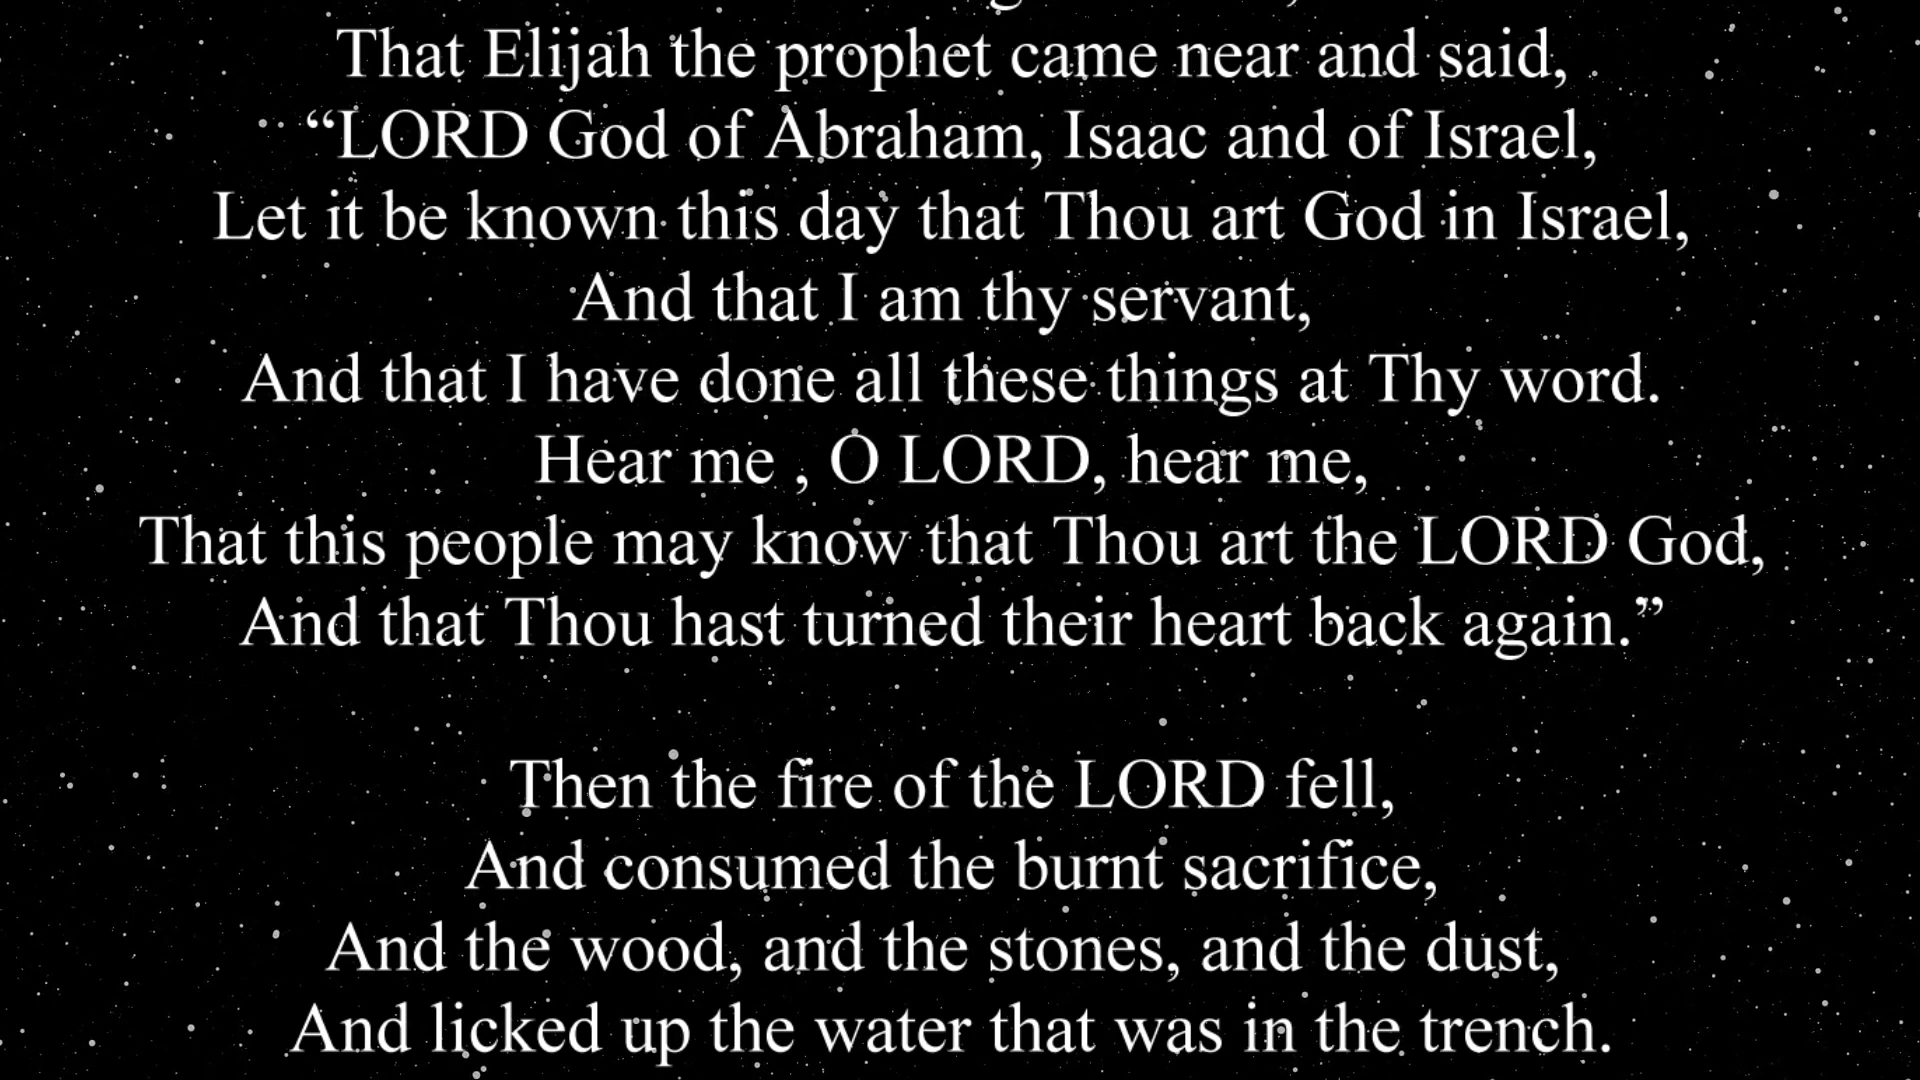 That Elijah the prophet came near and said,
“LORD God of Abraham, Isaac and of Israel,
Let it be known this day that Thou art God in Israel,
And that I am thy servant,
And that I have done all these things at Thy word.
Hear me , O LORD, hear me,
That this people may know that Thou art the LORD God,
And that Thou hast turned their heart back again.”
Then the fire of the LORD fell,
And consumed the burnt sacrifice,
And the wood, and the stones, and the dust,
And licked up the water that was in the trench.